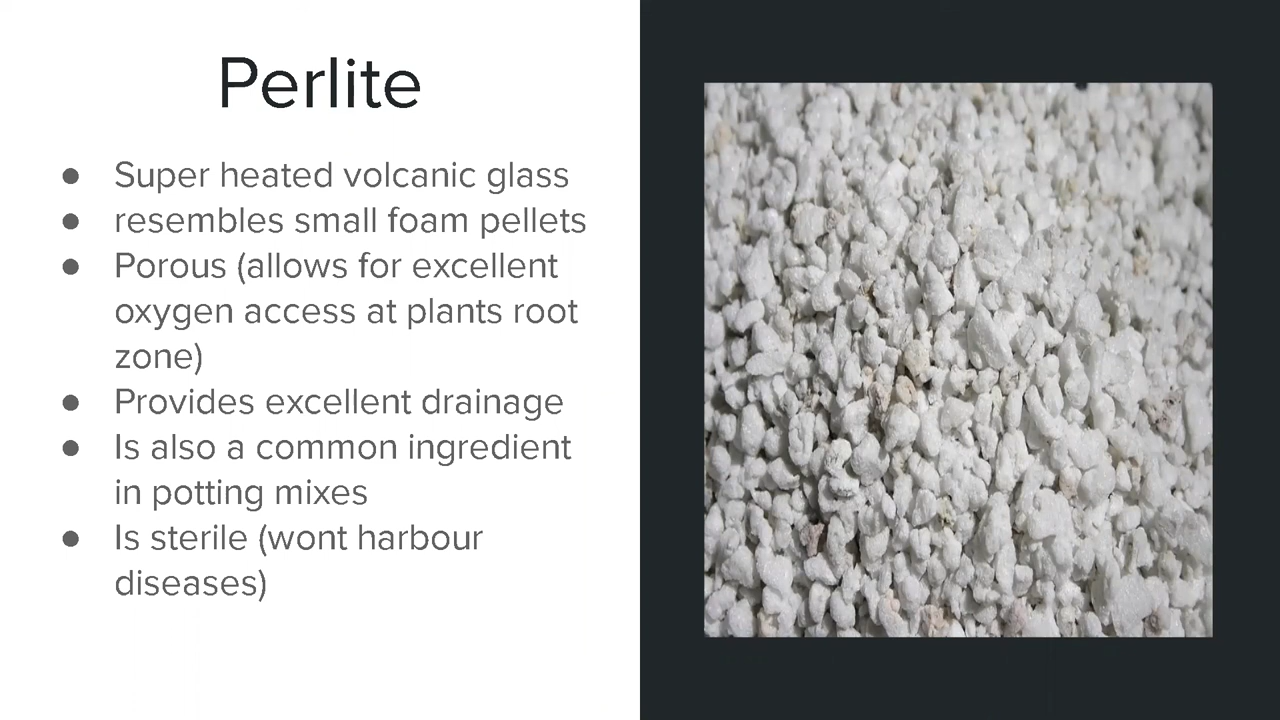 Perlite
● Super heated volcanic glass
● resembles small foam pellets
● Porous (allows for excellent
oxygen access at plants root
zone)
● Provides excellent drainage
● Is also a common ingredient
in potting mixes
● Is sterile (wont harbour
diseases)